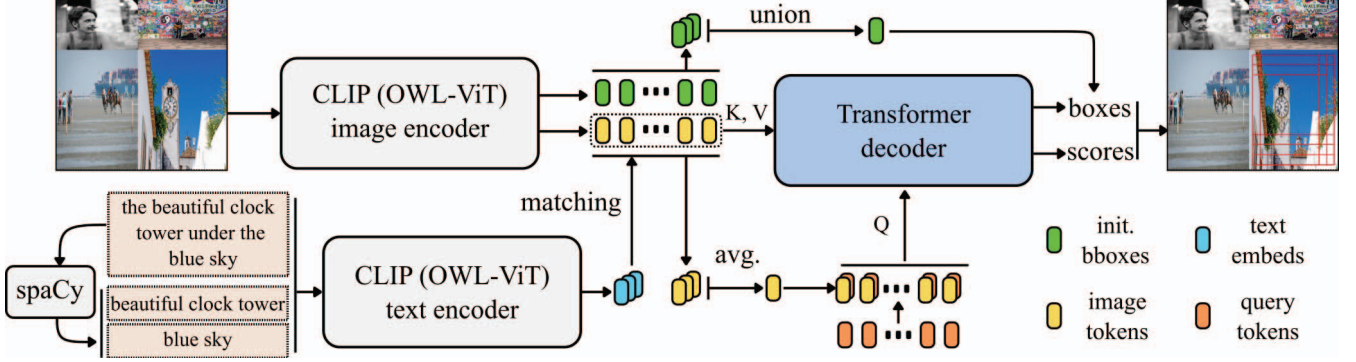 union
CLIP (OWL-ViT)
image encoder
K, V
Transformer
decoder
boxes
scores
matching
the beautiful clock
tower under the
blue sky
spaCy
beautiful clock tower
blue sky
CLIP (OWL-ViT)
text encoder
avg.
Q
init.
bboxes
text
embeds
image
tokens
query
tokens